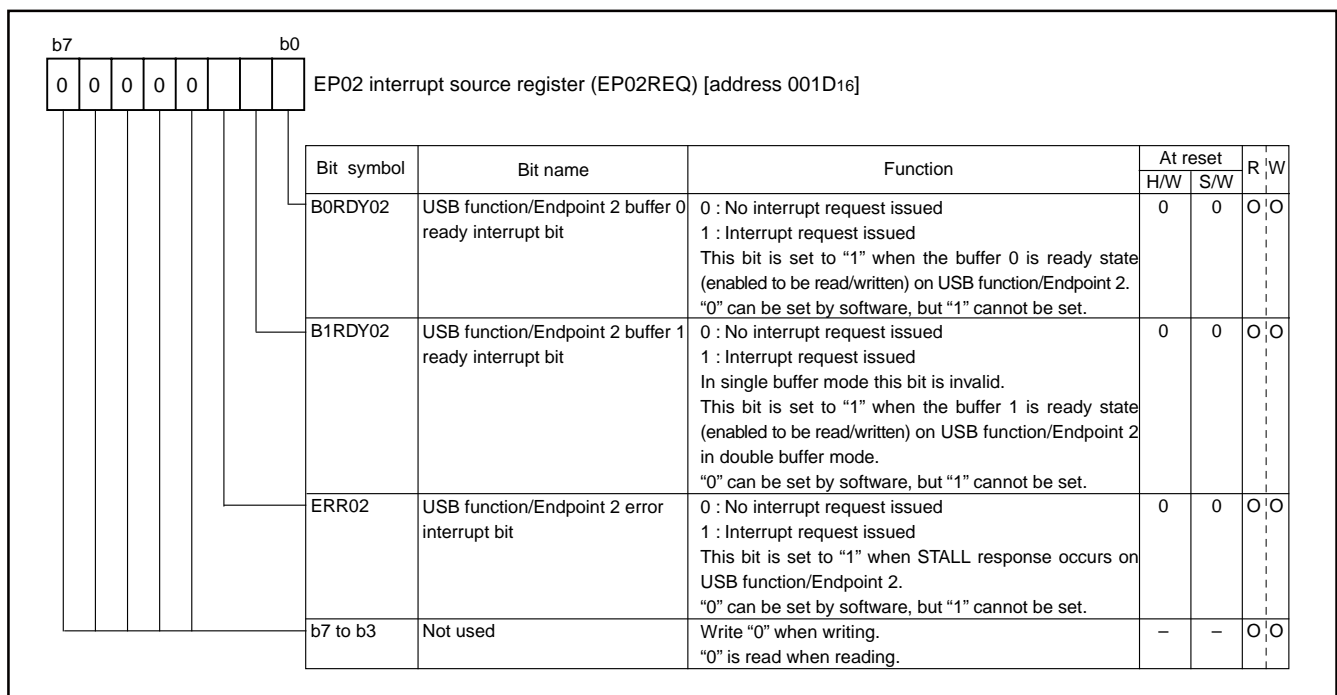 b7 b0
0 0 0 0 0 EP02 interrupt source register (EP02REQ) [address 001D16]
Bit symbol Bit name Function At reset R W
H/W S/W
B0RDY02 USB function/Endpoint 2 buffer 0 0 : No interrupt request issued 0 0 O O
ready interrupt bit 1 : Interrupt request issued
This bit is set to “1” when the buffer 0 is ready state
(enabled to be read/written) on USB function/Endpoint 2.
“0” can be set by software, but “1” cannot be set.
B1RDY02 USB function/Endpoint 2 buffer 1 0 : No interrupt request issued 0 0 O O
ready interrupt bit 1 : Interrupt request issued
In single buffer mode this bit is invalid.
This bit is set to “1” when the buffer 1 is ready state
(enabled to be read/written) on USB function/Endpoint 2
in double buffer mode.
“0” can be set by software, but “1” cannot be set.
ERR02 USB function/Endpoint 2 error 0 : No interrupt request issued 0 0 O O
interrupt bit 1 : Interrupt request issued
This bit is set to “1” when STALL response occurs on
USB function/Endpoint 2.
“0” can be set by software, but “1” cannot be set.
b7 to b3 Not used Write “0” when writing. – – O O
“0” is read when reading.